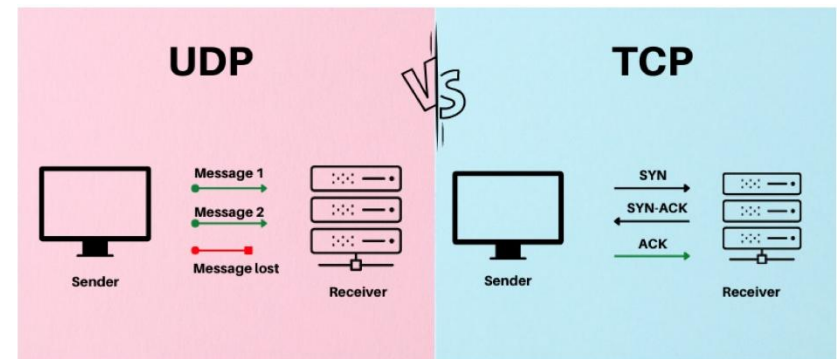 UDP
VS
TCP
Message 1
Message 2
Message lost
Sender
Receiver
SYN
SYN-ACK
ACK
Sender
Receiver